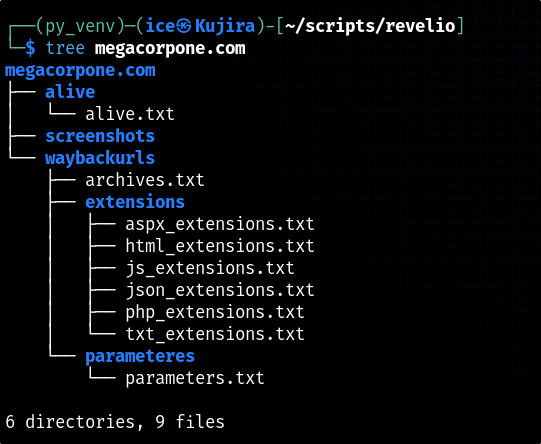 ┌──(py_venv)─(ice㉿Kujira)-[~/scripts/revelio]
└─$ tree megacorpone.com
megacorpone.com
├── alive
│   └── alive.txt
├── screenshots
└── waybackurls
    ├── archives.txt
    ├── extensions
    │   ├── aspx_extensions.txt
    │   ├── html_extensions.txt
    │   ├── js_extensions.txt
    │   ├── json_extensions.txt
    │   ├── php_extensions.txt
    │   └── txt_extensions.txt
    └── parameteres
        └── parameters.txt

6 directories, 9 files